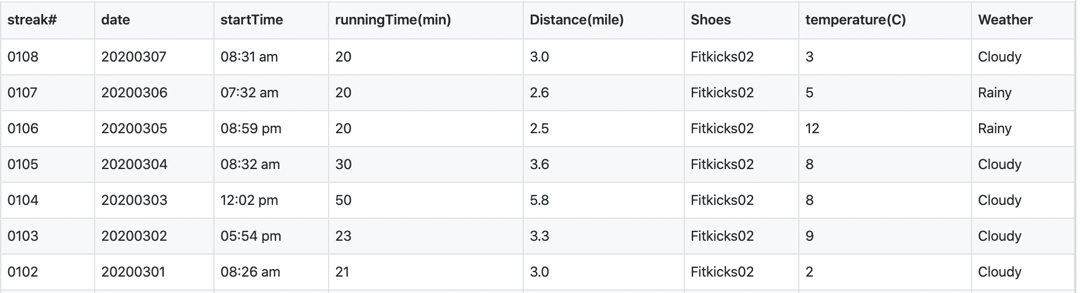 streak# date startTime runningTime(min) Distance(mile) Shoes temperature(C) Weather
0108 20200307 08:31 am 20 3.0 Fitkicks02 3 Cloudy
0107 20200306 07:32 am 20 2.6 Fitkicks02 5 Rainy
0106 20200305 08:59 pm 20 2.5 Fitkicks02 12 Rainy
0105 20200304 08:32 am 30 3.6 Fitkicks02 8 Cloudy
0104 20200303 12:02 pm 50 5.8 Fitkicks02 8 Cloudy
0103 20200302 05:54 pm 23 3.3 Fitkicks02 9 Cloudy
0102 20200301 08:26 am 21 3.0 Fitkicks02 2 Cloudy